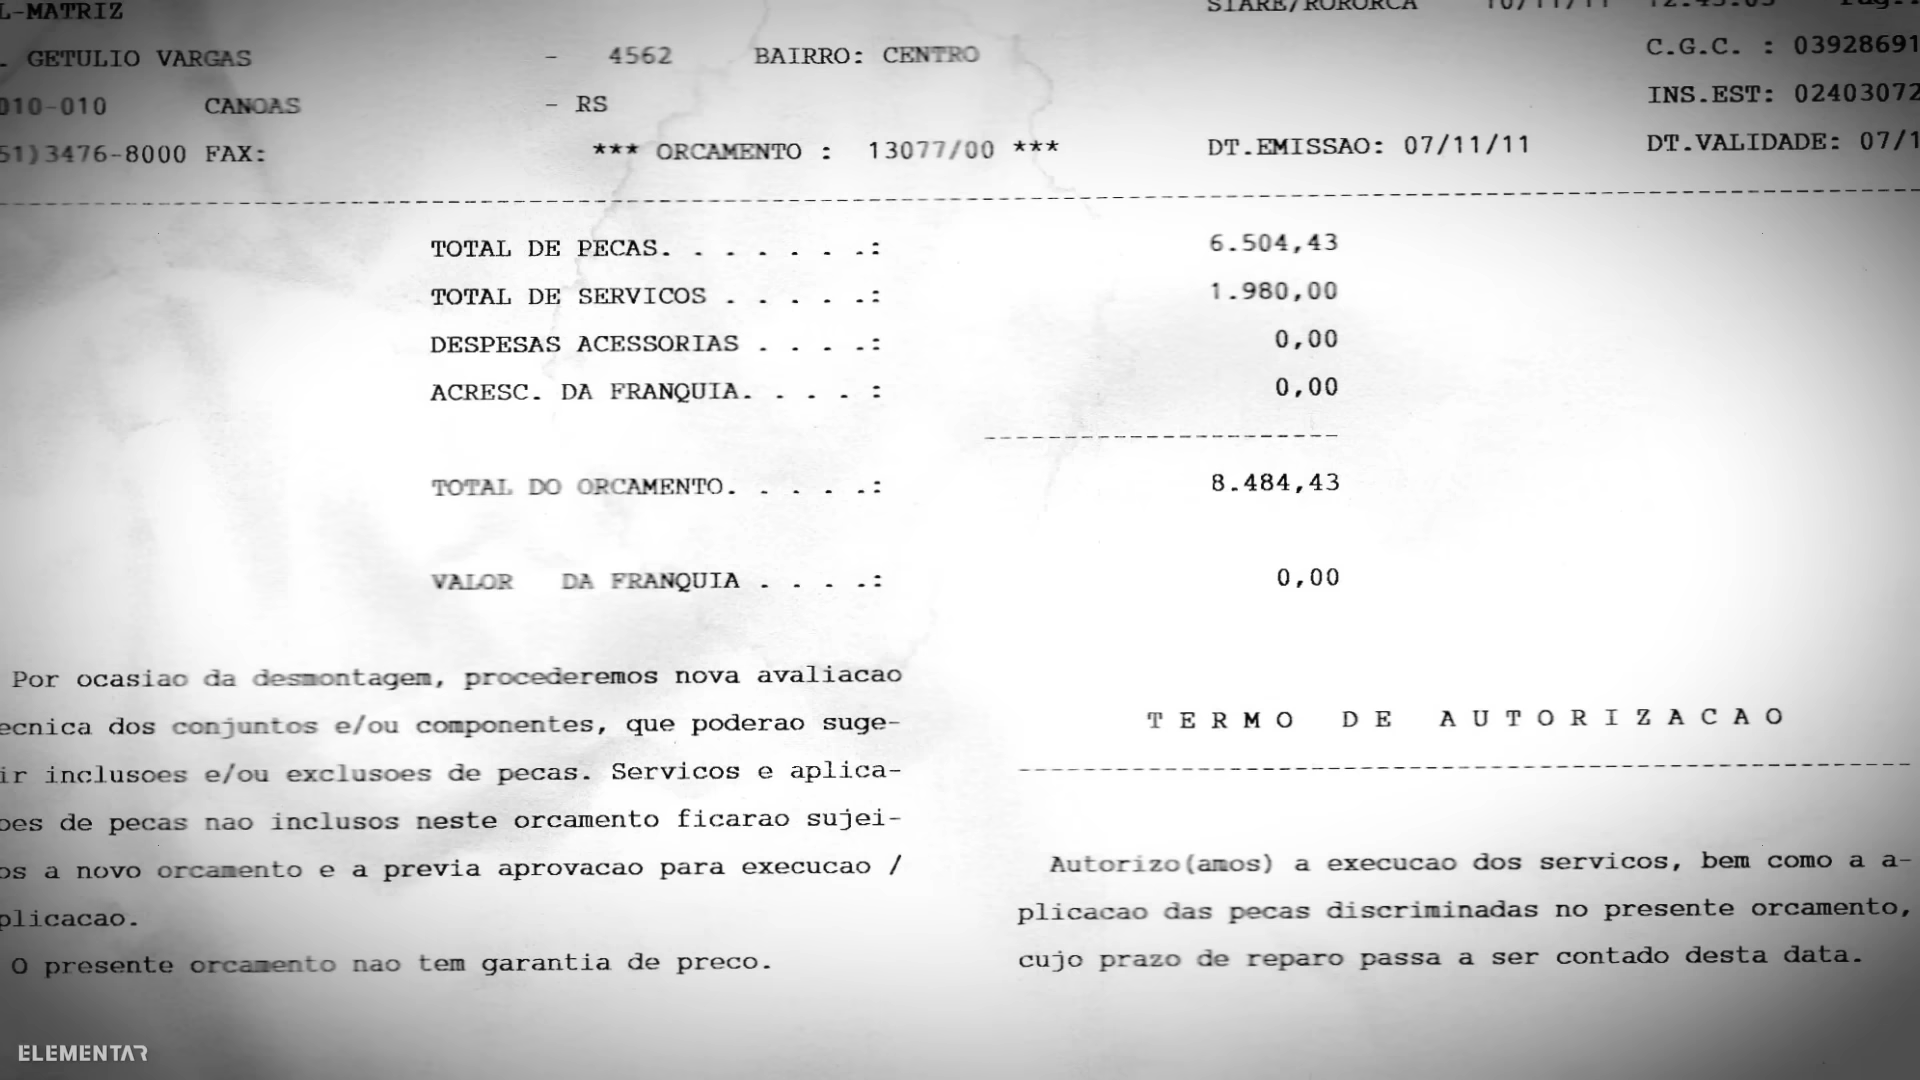 L-MATRIZ
10/11/11
. GETULIO VARGAS - 4562 BAIRRO: CENTRO C.G.C. : 03928691
010-010 CANOAS - RS INS.EST: 02403072
51)3476-8000 FAX: *** ORCAMENTO : 13077/00 *** DT.EMISSAO: 07/11/11 DT.VALIDADE: 07/1
TOTAL DE PECAS. . . . . . .: 6.504,43
TOTAL DE SERVICOS . . . . .: 1.980,00
DESPESAS ACESSORIAS . . . .: 0,00
ACRESC. DA FRANQUIA. . . . : 0,00
TOTAL DO ORCAMENTO. . . . .: 8.484,43
VALOR DA FRANQUIA . . . .: 0,00
Por ocasiao da desmontagem, procederemos nova avaliacao
ecnica dos conjuntos e/ou componentes, que poderao suge-
ir inclusoes e/ou exclusoes de pecas. Servicos e aplica-
oes de pecas nao inclusos neste orcamento ficarao sujei-
os a novo orcamento e a previa aprovacao para execucao /
plicacao.
O presente orcamento nao tem garantia de preco.
T E R M O D E A U T O R I Z A C A O
Autorizo(amos) a execucao dos servicos, bem como a a-
plicacao das pecas discriminadas no presente orcamento,
cujo prazo de reparo passa a ser contado desta data.
ELEMENTAR